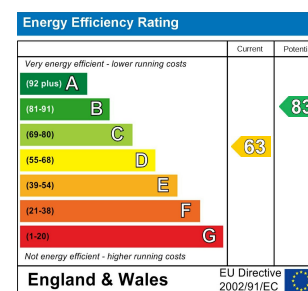 Energy Efficiency Rating
Current Potenti
Very energy efficient - lower running costs
(92 plus) A
(81-91) B 83
(69-80) C
63
(55-68) D
(39-54) E
(21-38) F
(1-20) G
Not energy efficient - higher running costs
England & Wales
EU Directive
2002/91/EC